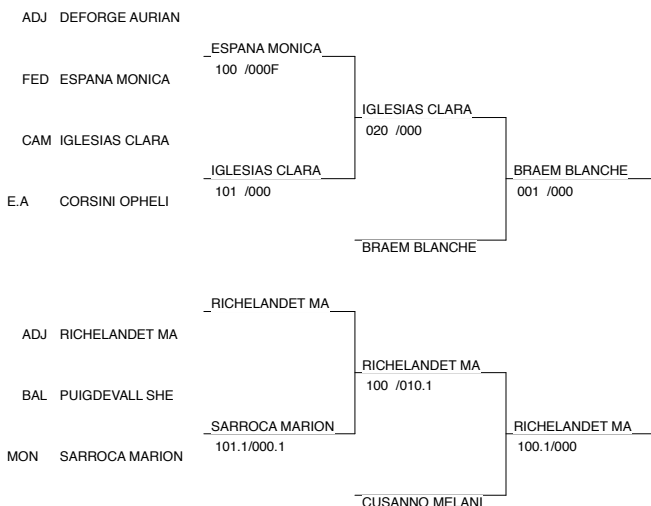 ADJ DEFORGE AURIAN
ESPANA MONICA
100 /000F
FED ESPANA MONICA
IGLESIAS CLARA
020 /000
CAM IGLESIAS CLARA
IGLESIAS CLARA
101 /000
BRAEM BLANCHE
001 /000
E.A CORSINI OPHELI
BRAEM BLANCHE
RICHELANDET MA
ADJ RICHELANDET MA
RICHELANDET MA
100 /010.1
BAL PUIGDEVALL SHE
SARROCA MARION
101.1/000.1
RICHELANDET MA
100.1/000
MON SARROCA MARION
CUSANNO MELANI